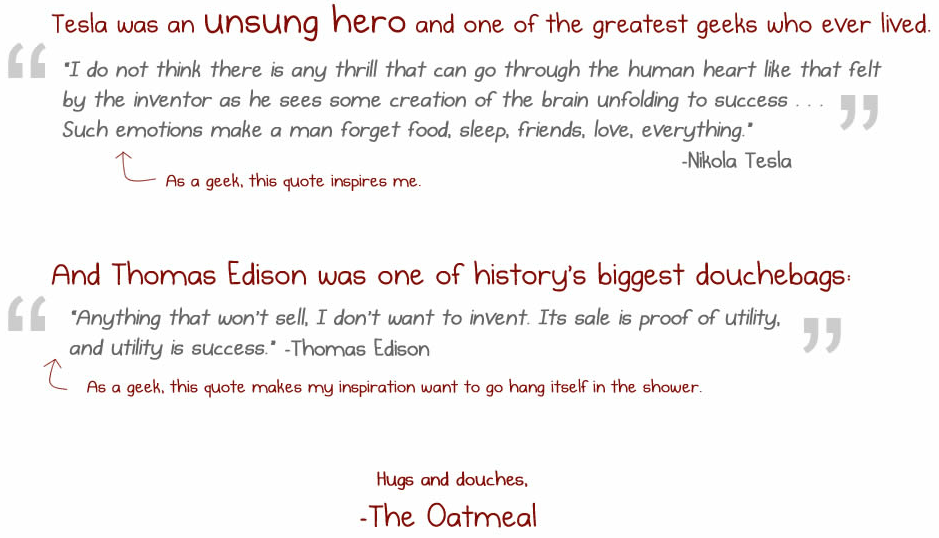 Tesla was an unsung hero and one of the greatest geeks who ever lived.
"I do not think there is any thrill that can go through the human heart like that felt
by the inventor as he sees some creation of the brain unfolding to success . . .
Such emotions make a man forget food, sleep, friends, love, everything."
-Nikola Tesla
As a geek, this quote inspires me.
And Thomas Edison was one of history's biggest douchebags:
"Anything that won't sell, I don't want to invent. Its sale is proof of utility,
and utility is success." -Thomas Edison
As a geek, this quote makes my inspiration want to go hang itself in the shower.
Hugs and douches,
-The Oatmeal